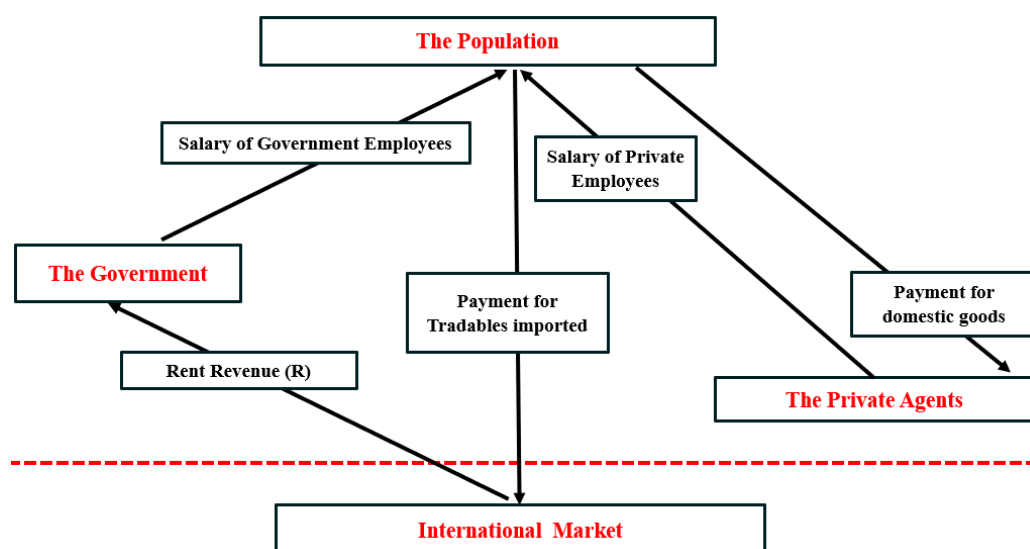 The Population
Salary of Government Employees
Salary of Private
Employees
The Government
Payment for
Tradables imported
Payment for
domestic goods
Rent Revenue (R)
The Private Agents
International Market